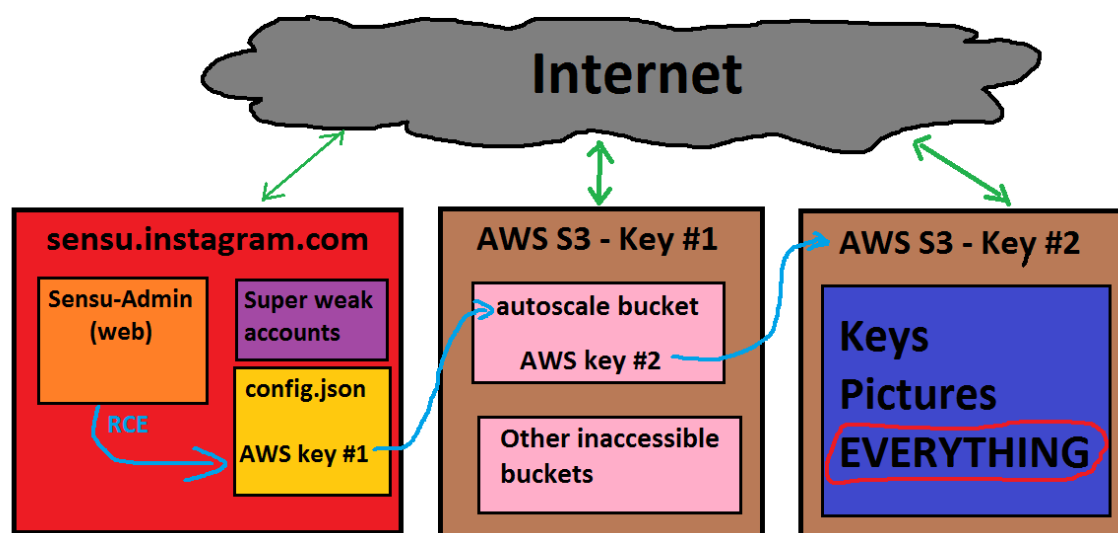 Internet
sensu.instagram.com
Sensu-Admin
(web)
Super weak
accounts
config.json
AWS key #1
RCE
AWS S3 - Key #1
autoscale bucket
AWS key #2
Other inaccessible
buckets
AWS S3 - Key #2
Keys
Pictures
EVERYTHING